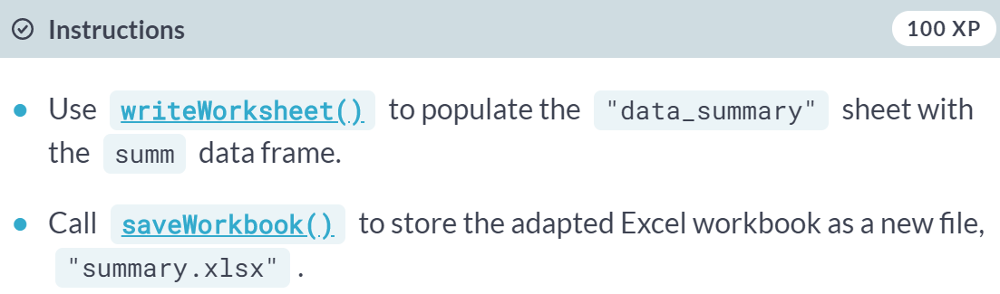 Instructions 100 XP
Use writeWorksheet() to populate the "data_summary" sheet with
the summ data frame.
Call saveWorkbook() to store the adapted Excel workbook as a new file,
"summary.xlsx" .